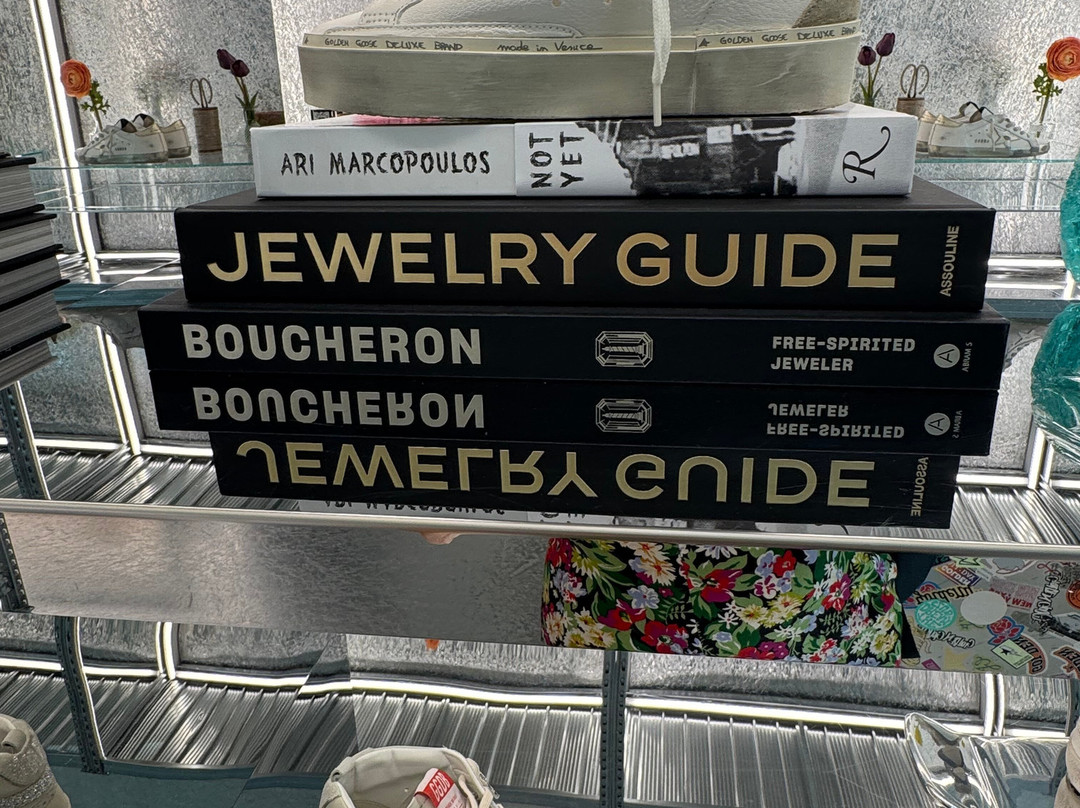 GOLDEN GOOSE DELUXE BRAND made in Venice GOLDEN GOOSE DELUXE BRAND
ARI MARCOPOULOS
NOT
YET
R
JEWELRY GUIDE
ASSOULINE
BOUCHERON
FREE-SPIRITED
JEWELER
A
ABRAMS
BOUCHERON
FREE-SPIRITED
JEWELER
A
JEWELRY GUIDE
ASSOULINE